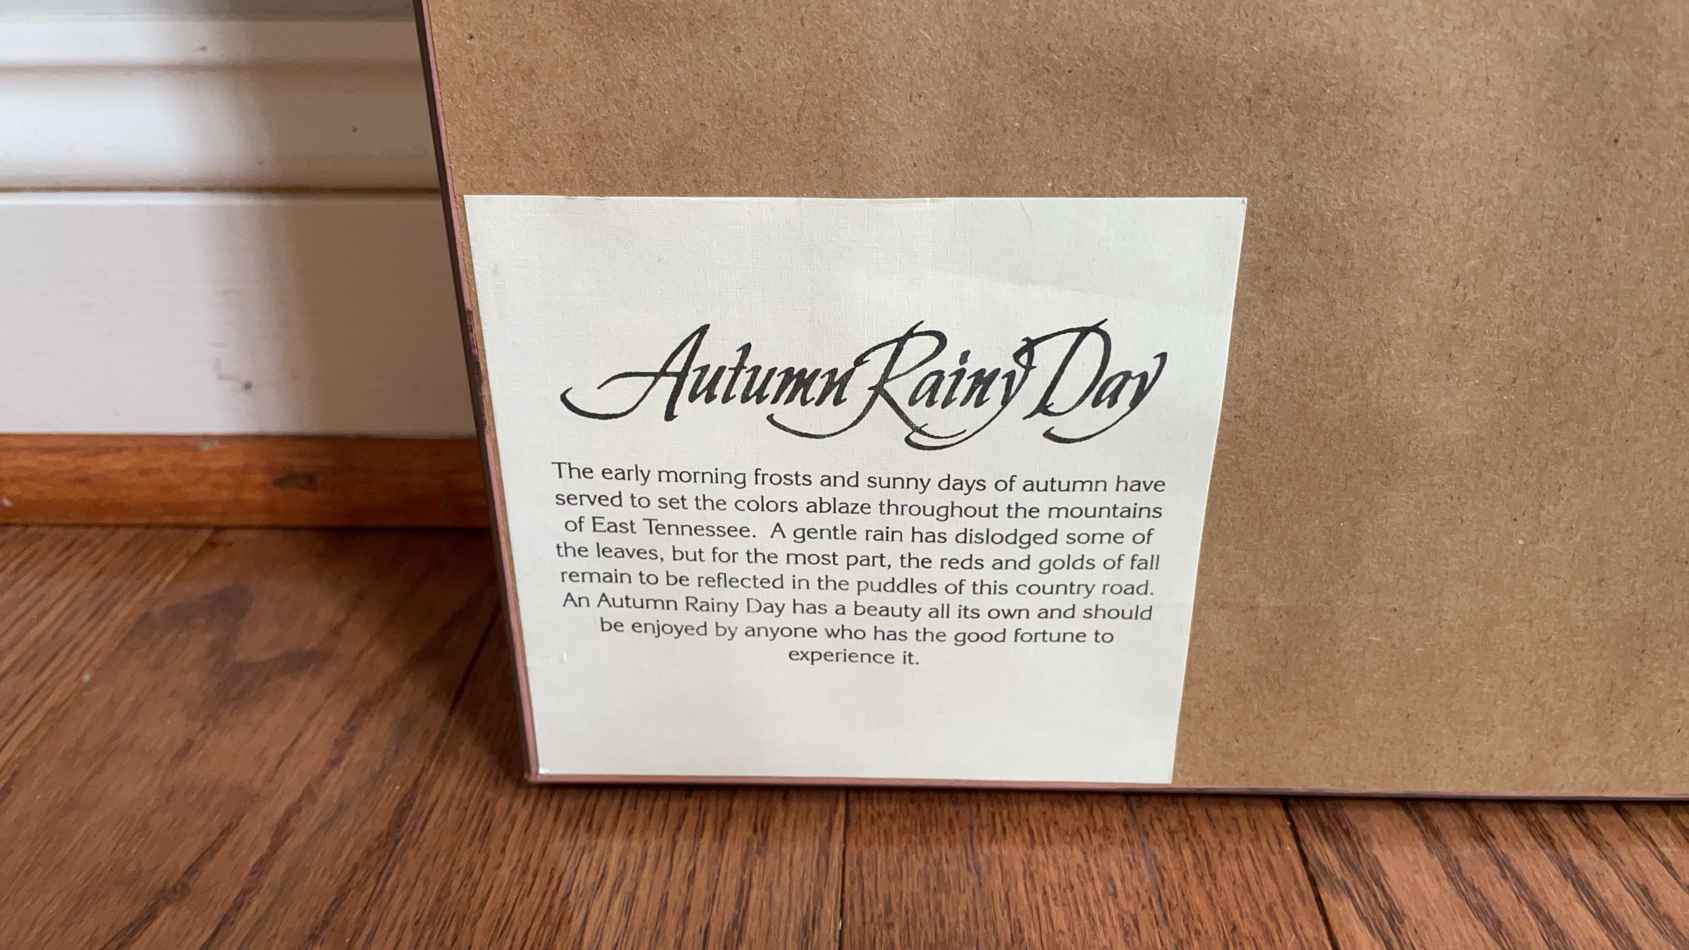 Autumn Rainy Day
The early morning frosts and sunny days of autumn have
served to set the colors ablaze throughout the mountains
of East Tennessee. A gentle rain has dislodged some of
the leaves, but for the most part, the reds and golds of fall
remain to be reflected in the puddles of this country road.
An Autumn Rainy Day has a beauty all its own and should
be enjoyed by anyone who has the good fortune to
experience it.